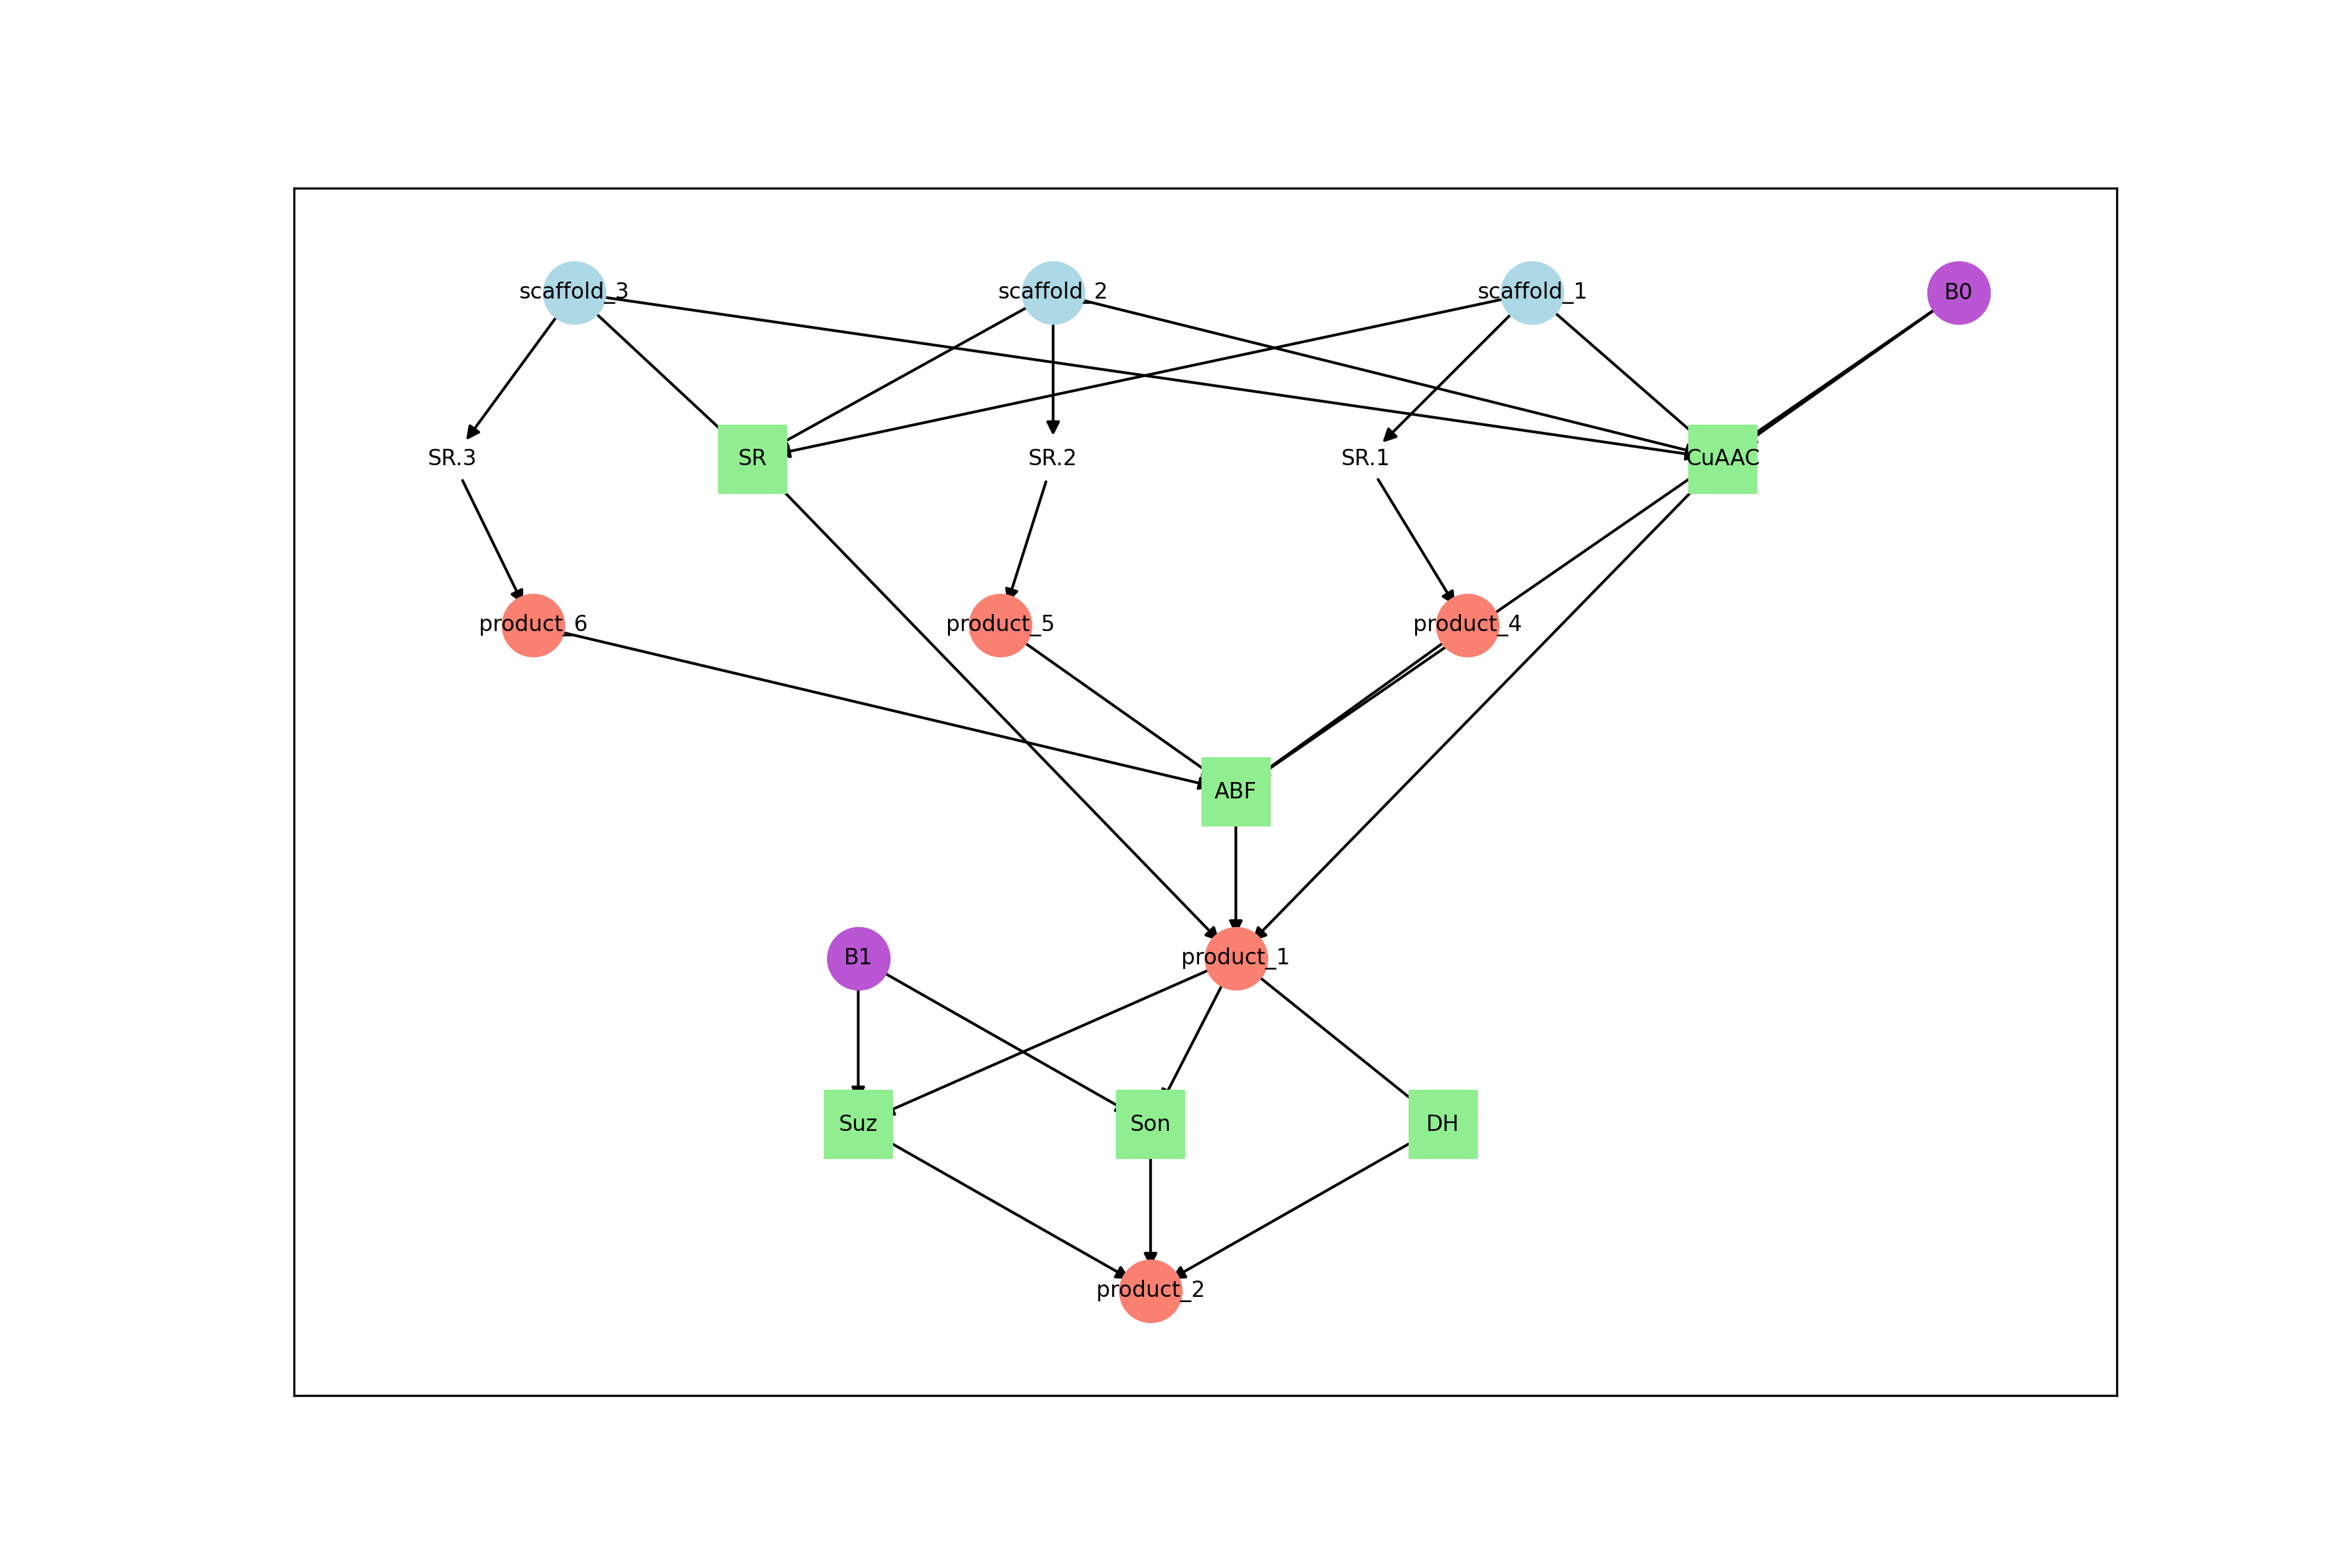 scaffold_3
scaffold_2
scaffold_1
B0
SR.3
SR
SR.2
SR.1
CuAAC
product_6
product_5
product_4
ABF
B1
product_1
Suz
Son
DH
product_2